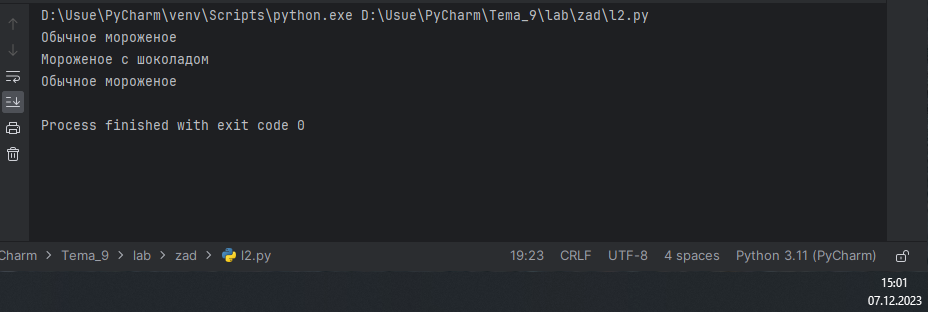 D:\Usue\PyCharm\venv\Scripts\python.exe D:\Usue\PyCharm\Tema_9\lab\zad\l2.py
Обычное мороженое
Мороженое с шоколадом
Обычное мороженое
Process finished with exit code 0
Charm > Tema_9 > lab > zad > l2.py 19:23 CRLF UTF-8 4 spaces Python 3.11 (PyCharm)
15:01
07.12.2023